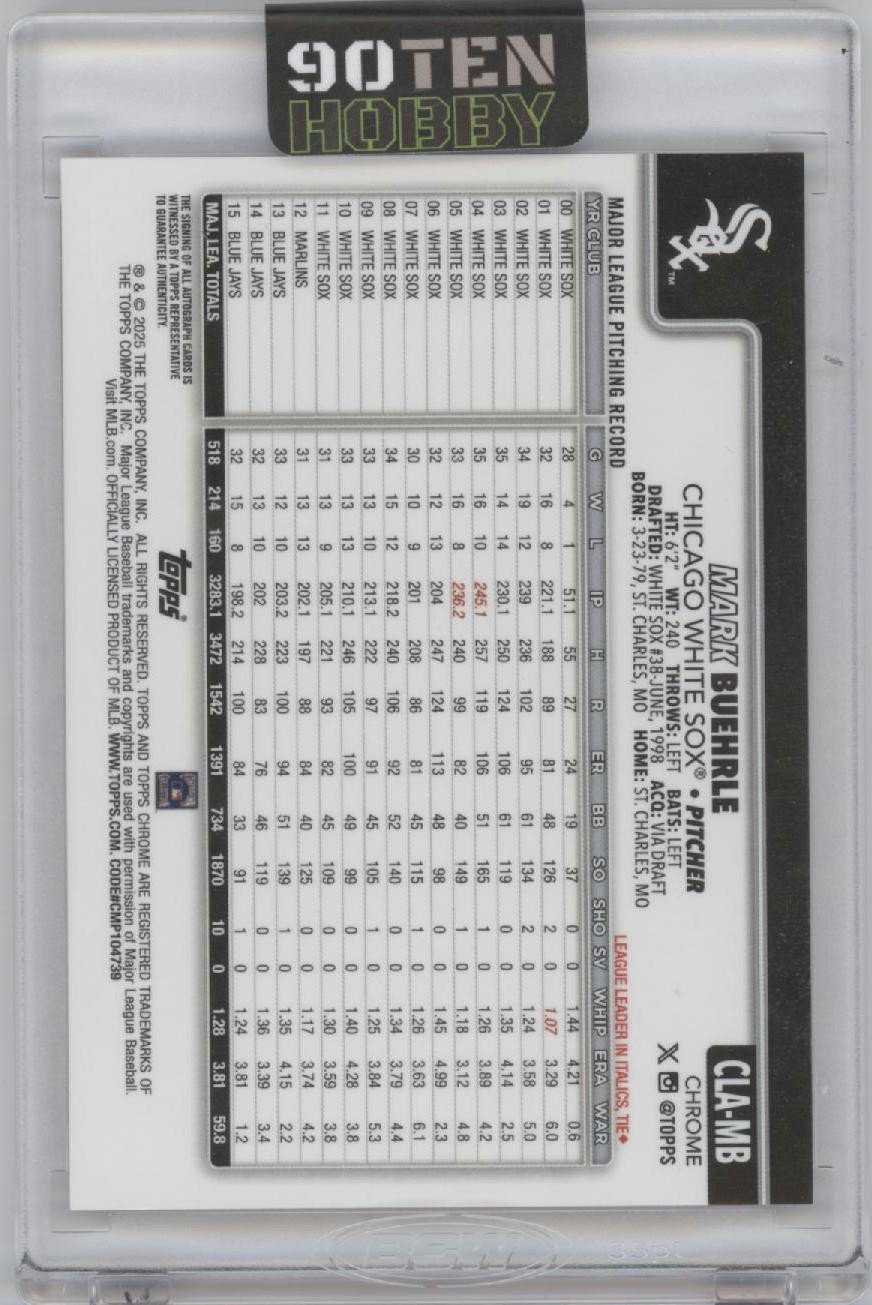 90TEN
HOBBY
CLA-MB
CHROME
@TOPPS
MARK BUEHRLE
CHICAGO WHITE SOX® • PITCHER
HT: 6'2" WT: 240 THROWS: LEFT BATS: LEFT
DRAFTED: WHITE SOX #38-JUNE, 1998 ACQ: VIA DRAFT
BORN: 3-23-79, ST. CHARLES, MO HOME: ST. CHARLES, MO
MAJOR LEAGUE PITCHING RECORD LEAGUE LEADER IN ITALICS, TIE♦
YR CLUB G W L IP H R ER BB SO SHO SV WHIP ERA WAR
00 WHITE SOX 28 4 1 51.1 55 27 24 19 37 0 0 1.44 4.21 0.6
01 WHITE SOX 32 16 8 221.1 188 89 81 48 126 2 0 1.07 3.29 6.0
02 WHITE SOX 34 19 12 239 236 102 95 61 134 2 0 1.24 3.58 5.0
03 WHITE SOX 35 14 14 230.1 250 124 106 61 119 0 0 1.35 4.14 2.5
04 WHITE SOX 35 16 10 245.1 257 119 106 51 165 1 0 1.26 3.89 4.2
05 WHITE SOX 33 16 8 236.2 240 99 82 40 149 1 0 1.18 3.12 4.8
06 WHITE SOX 32 12 13 204 247 124 113 48 98 0 0 1.45 4.99 2.3
07 WHITE SOX 30 10 9 201 208 86 81 45 115 1 0 1.26 3.63 6.1
08 WHITE SOX 34 15 12 218.2 240 106 92 52 140 0 0 1.34 3.79 4.4
09 WHITE SOX 33 13 10 213.1 222 97 91 45 105 1 0 1.25 3.84 5.3
10 WHITE SOX 33 13 13 210.1 246 105 100 49 99 0 0 1.40 4.28 3.8
11 WHITE SOX 31 13 9 205.1 221 93 82 45 109 0 0 1.30 3.59 3.8
12 MARLINS 31 13 13 202.1 197 88 84 40 125 0 0 1.17 3.74 4.2
13 BLUE JAYS 33 12 10 203.2 223 100 94 51 139 1 0 1.35 4.15 2.2
14 BLUE JAYS 32 13 10 202 228 83 76 46 119 0 0 1.36 3.39 3.4
15 BLUE JAYS 32 15 8 198.2 214 100 84 33 91 1 0 1.24 3.81 1.2
MAJ. LEA. TOTALS 518 214 160 3283.1 3472 1542 1391 734 1870 10 0 1.28 3.81 59.8
THE SIGNING OF ALL AUTOGRAPH CARDS IS
WITNESSED BY A TOPPS REPRESENTATIVE
TO GUARANTEE AUTHENTICITY.
topps®
® & © 2025 THE TOPPS COMPANY, INC. ALL RIGHTS RESERVED. TOPPS AND TOPPS CHROME ARE REGISTERED TRADEMARKS OF
THE TOPPS COMPANY, INC. Major League Baseball trademarks and copyrights are used with permission of Major League Baseball.
Visit MLB.com. OFFICIALLY LICENSED PRODUCT OF MLB. WWW.TOPPS.COM. CODE#CMP104739
BCW 35pt